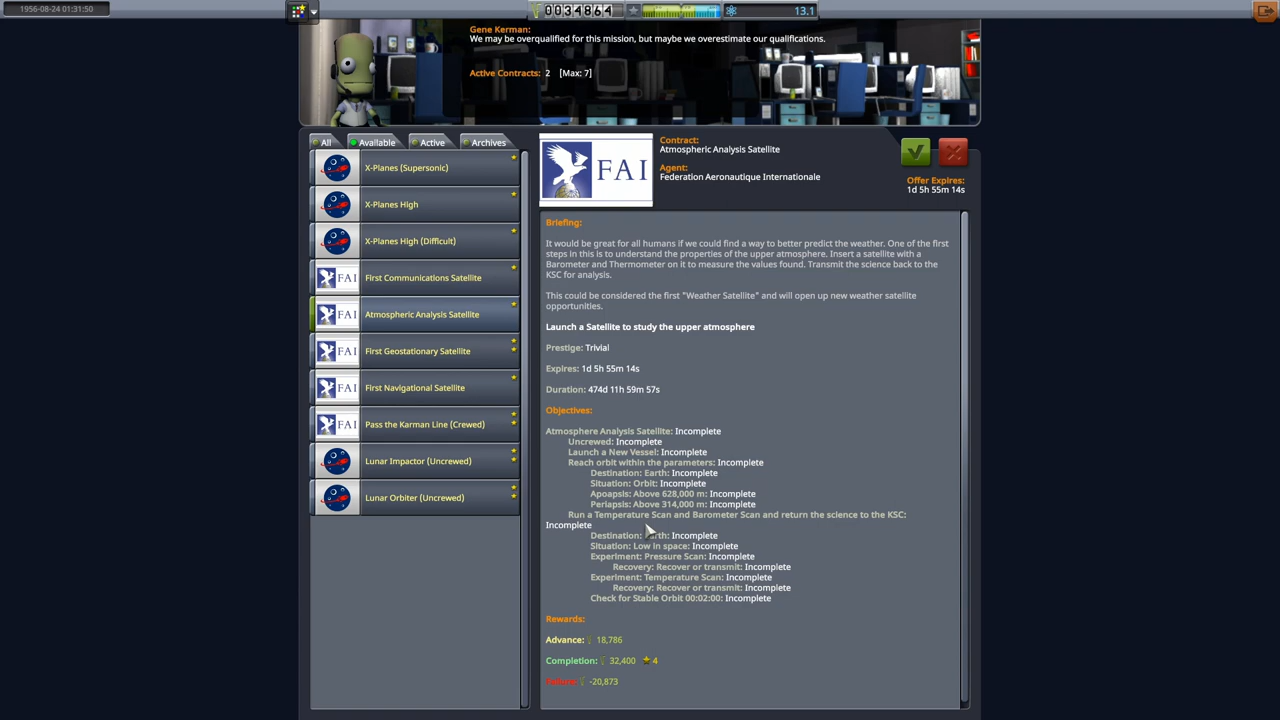 1956-08-24 01:31:50
0034864
13.1
Gene Kerman:
We may be overqualified for this mission, but maybe we overestimate our qualifications.
Active Contracts: 2 [Max: 7]
All
Available
Active
Archives
X-Planes (Supersonic)
X-Planes High
X-Planes High (Difficult)
FAI
First Communications Satellite
FAI
Atmospheric Analysis Satellite
FAI
First Geostationary Satellite
FAI
First Navigational Satellite
FAI
Pass the Karman Line (Crewed)
Lunar Impactor (Uncrewed)
Lunar Orbiter (Uncrewed)
FAI
Contract:
Atmospheric Analysis Satellite
Agent:
Federation Aeronautique Internationale
Offer Expires:
1d 5h 55m 14s
Briefing:
It would be great for all humans if we could find a way to better predict the weather. One of the first
steps in this is to understand the properties of the upper atmosphere. Insert a satellite with a
Barometer and Thermometer on it to measure the values found. Transmit the science back to the
KSC for analysis.
This could be considered the first "Weather Satellite" and will open up new weather satellite
opportunities.
Launch a Satellite to study the upper atmosphere
Prestige: Trivial
Expires: 1d 5h 55m 14s
Duration: 474d 11h 59m 57s
Objectives:
Atmosphere Analysis Satellite: Incomplete
Uncrewed: Incomplete
Launch a New Vessel: Incomplete
Reach orbit within the parameters: Incomplete
Destination: Earth: Incomplete
Situation: Orbit: Incomplete
Apoapsis: Above 628,000 m: Incomplete
Periapsis: Above 314,000 m: Incomplete
Run a Temperature Scan and Barometer Scan and return the science to the KSC:
Incomplete
Destination: Earth: Incomplete
Situation: Low in space: Incomplete
Experiment: Pressure Scan: Incomplete
Recovery: Recover or transmit: Incomplete
Experiment: Temperature Scan: Incomplete
Recovery: Recover or transmit: Incomplete
Check for Stable Orbit 00:02:00: Incomplete
Rewards:
Advance: 18,786
Completion: 32,400 4
Failure: -20,873